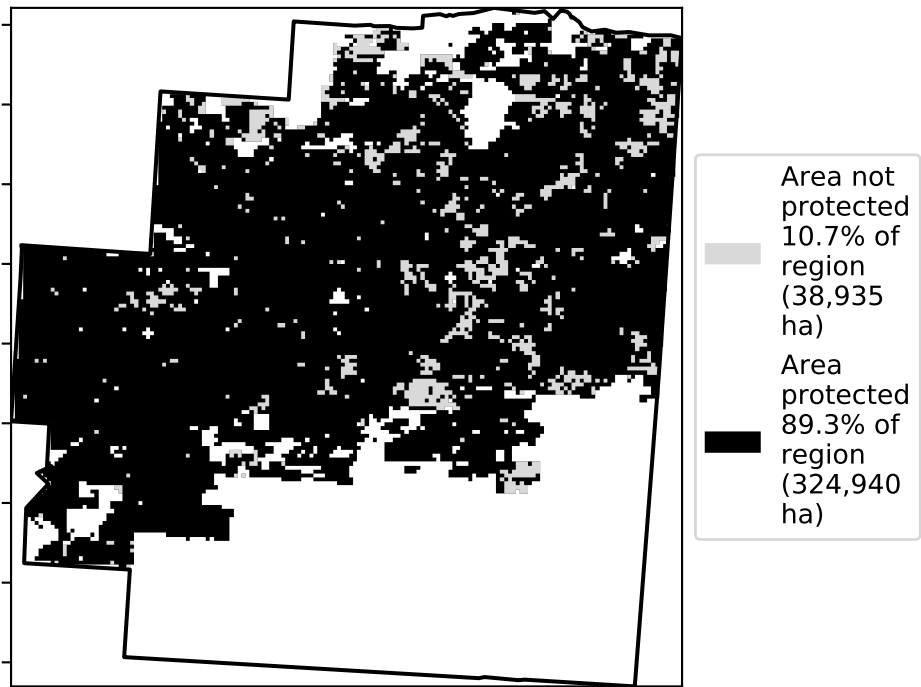 Area not
protected
10.7% of
region
(38,935
ha)
Area
protected
89.3% of
region
(324,940
ha)